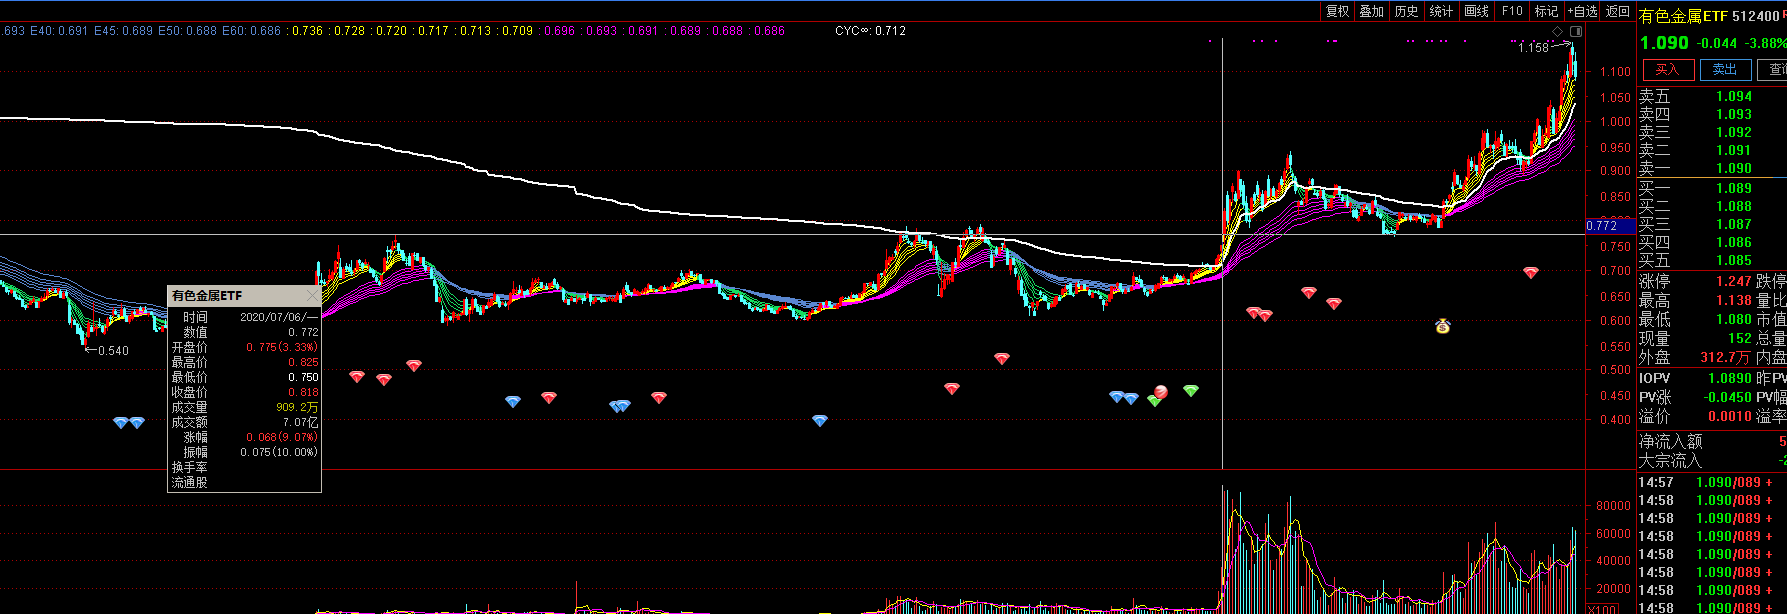 复权 叠加 历史 统计 画线 F10 标记 +自选 返回
.693 E40: 0.691 E45: 0.689 E50: 0.688 E60: 0.686 : 0.736 : 0.728 : 0.720 : 0.717 : 0.713 : 0.709 : 0.696 : 0.693 : 0.691 : 0.689 : 0.688 : 0.686 CYC∞: 0.712
1.158
0.540
1.100
1.050
1.000
0.950
0.900
0.850
0.772
0.750
0.700
0.650
0.600
0.550
0.500
0.450
0.400
80000
60000
40000
20000
X100
有色金属ETF
时间 2020/07/06/一
数值 0.772
开盘价 0.775(3.33%)
最高价 0.825
最低价 0.750
收盘价 0.818
成交量 909.2万
成交额 7.07亿
涨幅 0.068(9.07%)
振幅 0.075(10.00%)
换手率
流通股
有色金属ETF 512400
1.090 -0.044 -3.88%
买入 卖出 查询
卖五 1.094
卖四 1.093
卖三 1.092
卖二 1.091
卖一 1.090
买一 1.089
买二 1.088
买三 1.087
买四 1.086
买五 1.085
涨停 1.247 跌停
最高 1.138 量比
最低 1.080 市值
现量 152 总量
外盘 312.7万 内盘
IOPV 1.0890 昨PV
PV涨 -0.0450 PV幅
溢价 0.0010 溢率
净流入额 5
大宗流入 -2
14:57 1.090/089 +
14:58 1.090/089 +
14:58 1.090/089 +
14:58 1.090/089 +
14:58 1.090/089 +
14:58 1.090/089 +
14:58 1.090/089 +
14:58 1.090/089 +